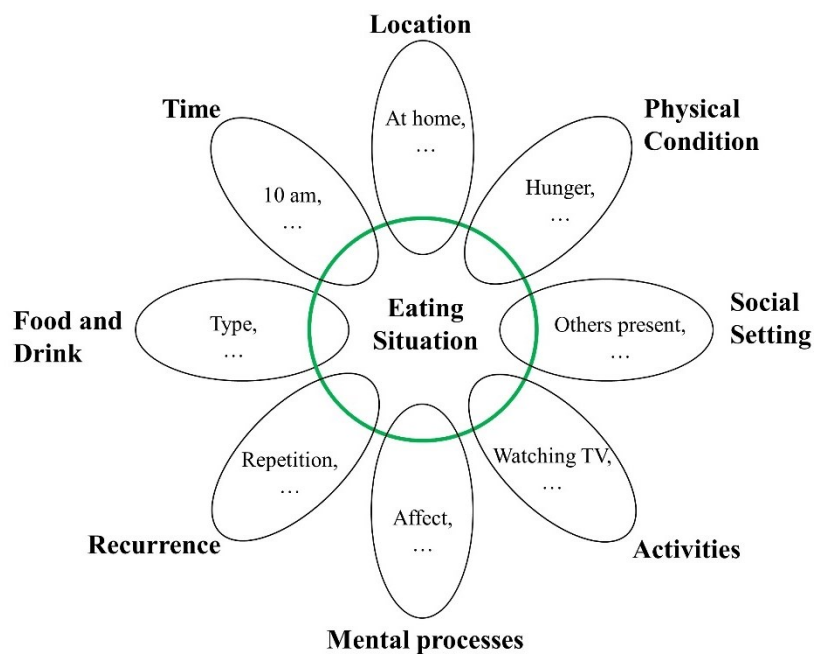 Location
At home,
…
Time
10 am,
…
Physical
Condition
Hunger,
…
Food and
Drink
Type,
…
Eating
Situation
Others present,
…
Social
Setting
Repetition,
…
Recurrence
Affect,
…
Mental processes
Watching TV,
…
Activities